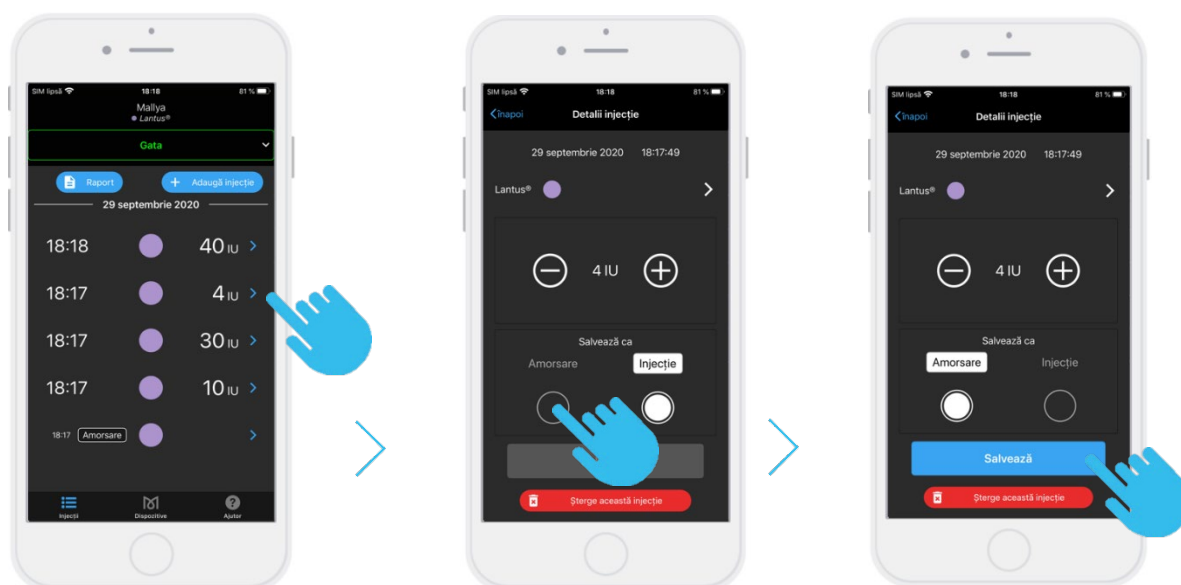 SIM lipsă 18:18 81 %
Mallya
Lantus®
Gata
Raport
+ Adaugă injecție
29 septembrie 2020
18:18 40 IU
18:17 4 IU
18:17 30 IU
18:17 10 IU
18:17 Amorsare
Injecții Dispozitive Ajutor
SIM lipsă 18:18 81 %
înapoi Detalii injecție
29 septembrie 2020 18:17:49
Lantus®
4 IU
Salvează ca
Amorsare Injecție
Șterge această injecție
SIM lipsă 18:18 81 %
înapoi Detalii injecție
29 septembrie 2020 18:17:49
Lantus®
4 IU
Salvează ca
Amorsare Injecție
Salvează
Șterge această injecție